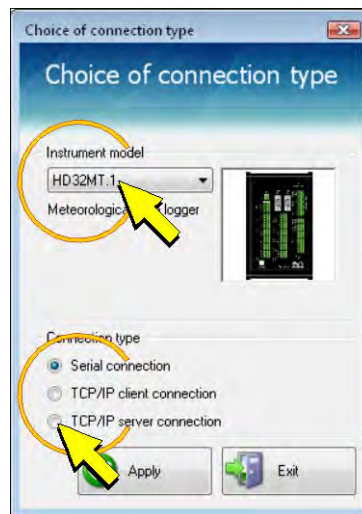 Choice of connection type
Choice of connection type
Instrument model
HD32MT.1
Meteorological logger
Connection type
Serial connection
TCP/IP client connection
TCP/IP server connection
Apply
Exit